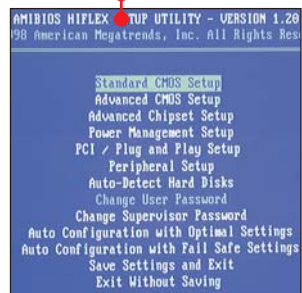 AMIBIOS HIFLEX TUP UTILITY - VERSION 1.20
98 American Megatrends, Inc. All Rights Res
Standard CMOS Setup
Advanced CMOS Setup
Advanced Chipset Setup
Power Management Setup
PCI / Plug and Play Setup
Peripheral Setup
Auto-Detect Hard Disks
Change User Password
Change Supervisor Password
Auto Configuration with Optimal Settings
Auto Configuration with Fail Safe Settings
Save Settings and Exit
Exit Without Saving